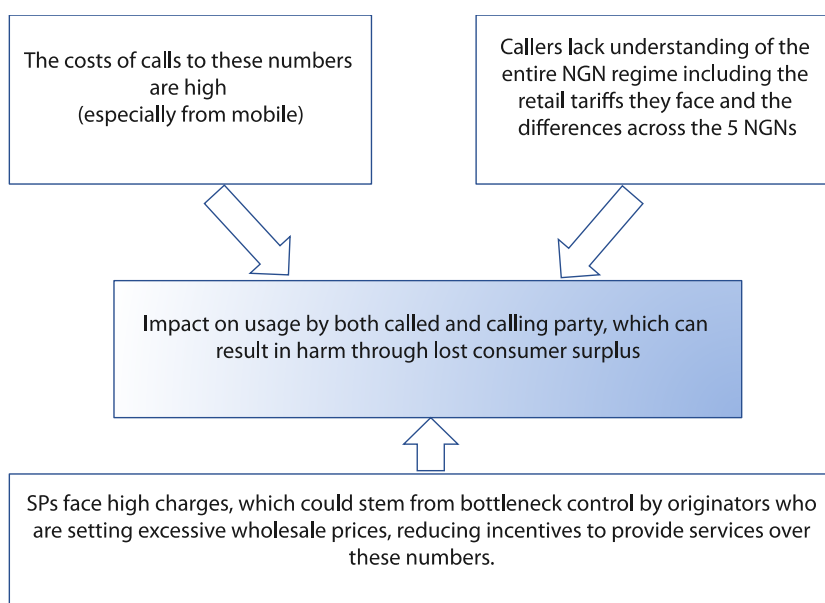 The costs of calls to these numbers
are high
(especially from mobile)
Callers lack understanding of the
entire NGN regime including the
retail tariffs they face and the
differences across the 5 NGNs
Impact on usage by both called and calling party, which can
result in harm through lost consumer surplus
SPs face high charges, which could stem from bottleneck control by originators who
are setting excessive wholesale prices, reducing incentives to provide services over
these numbers.